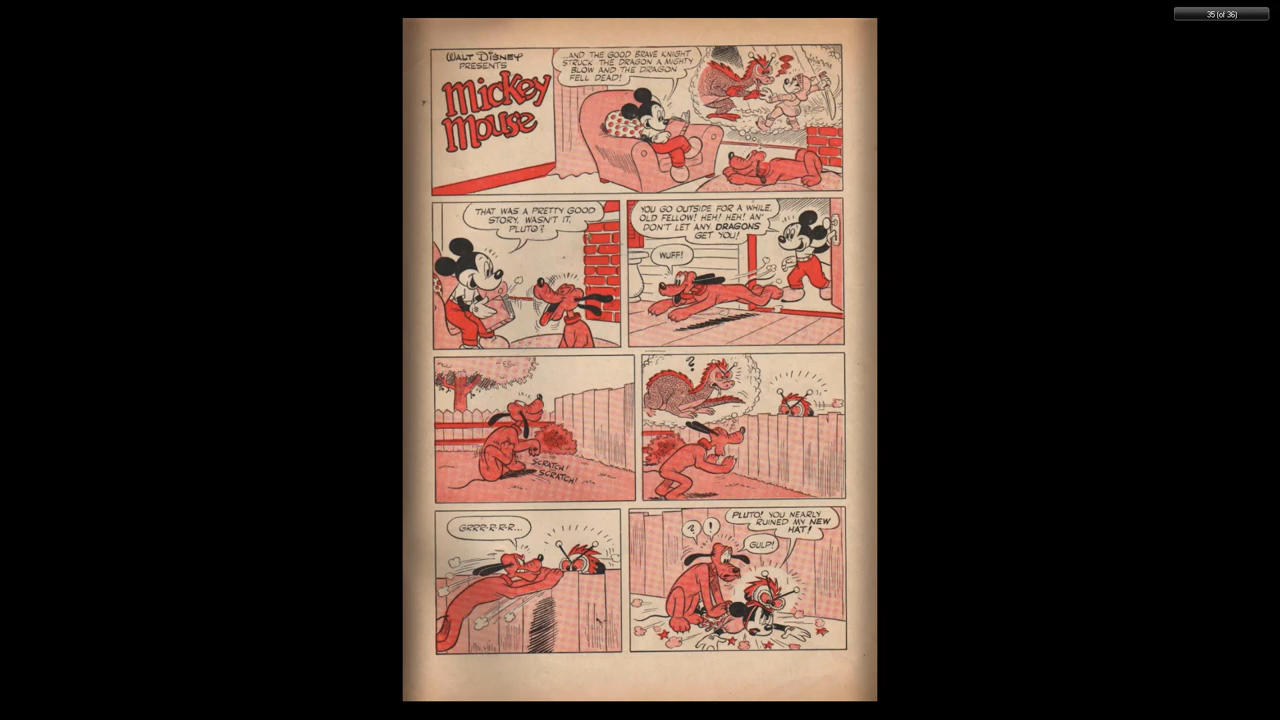 35 (of 36)
WALT DISNEY
PRESENTS
Mickey
Mouse
...AND THE GOOD BRAVE KNIGHT
STRUCK THE DRAGON A MIGHTY
BLOW AND THE DRAGON
FELL DEAD!
THAT WAS A PRETTY GOOD
STORY, WASN'T IT,
PLUTO?
YOU GO OUTSIDE FOR A WHILE,
OLD FELLOW! HEH! HEH! AN'
DON'T LET ANY DRAGONS
GET YOU!
WUFF!
SCRATCH!
SCRATCH!
?
GRRR-R-R-R...
? !
PLUTO! YOU NEARLY
RUINED MY NEW
HAT!
GULP!